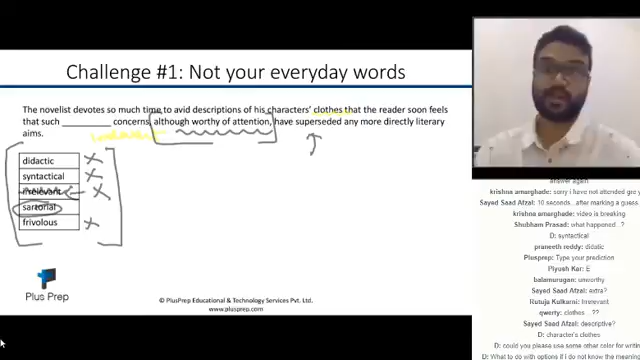 Challenge #1: Not your everyday words
The novelist devotes so much time to avid descriptions of his characters' clothes that the reader soon feels
that such ________ concerns, although worthy of attention, have superseded any more directly literary
aims.
didactic
syntactical
irrelevant
sartorial
frivolous
Plus Prep
© PlusPrep Educational & Technology Services Pvt. Ltd.
www.plusprep.com
answer again
krishna amarghade: sorry i have not attended gre y
Sayed Saad Afzal: 10 seconds...after marking a guess
krishna amarghade: video is breaking
Shubham Prasad: what happened...?
D: syntactical
praneeth reddy: didatic
Plusprep: Type your prediction
Piyush Kar: E
balamurugan: unworthy
Sayed Saad Afzal: extra?
Rutuja Kulkarni: Irrelevant
qwerty: clothes ...??
Sayed Saad Afzal: descriptive?
D: character's clothes
D: could you please use some other color for writing
D: What to do with options if I do not know the meaning